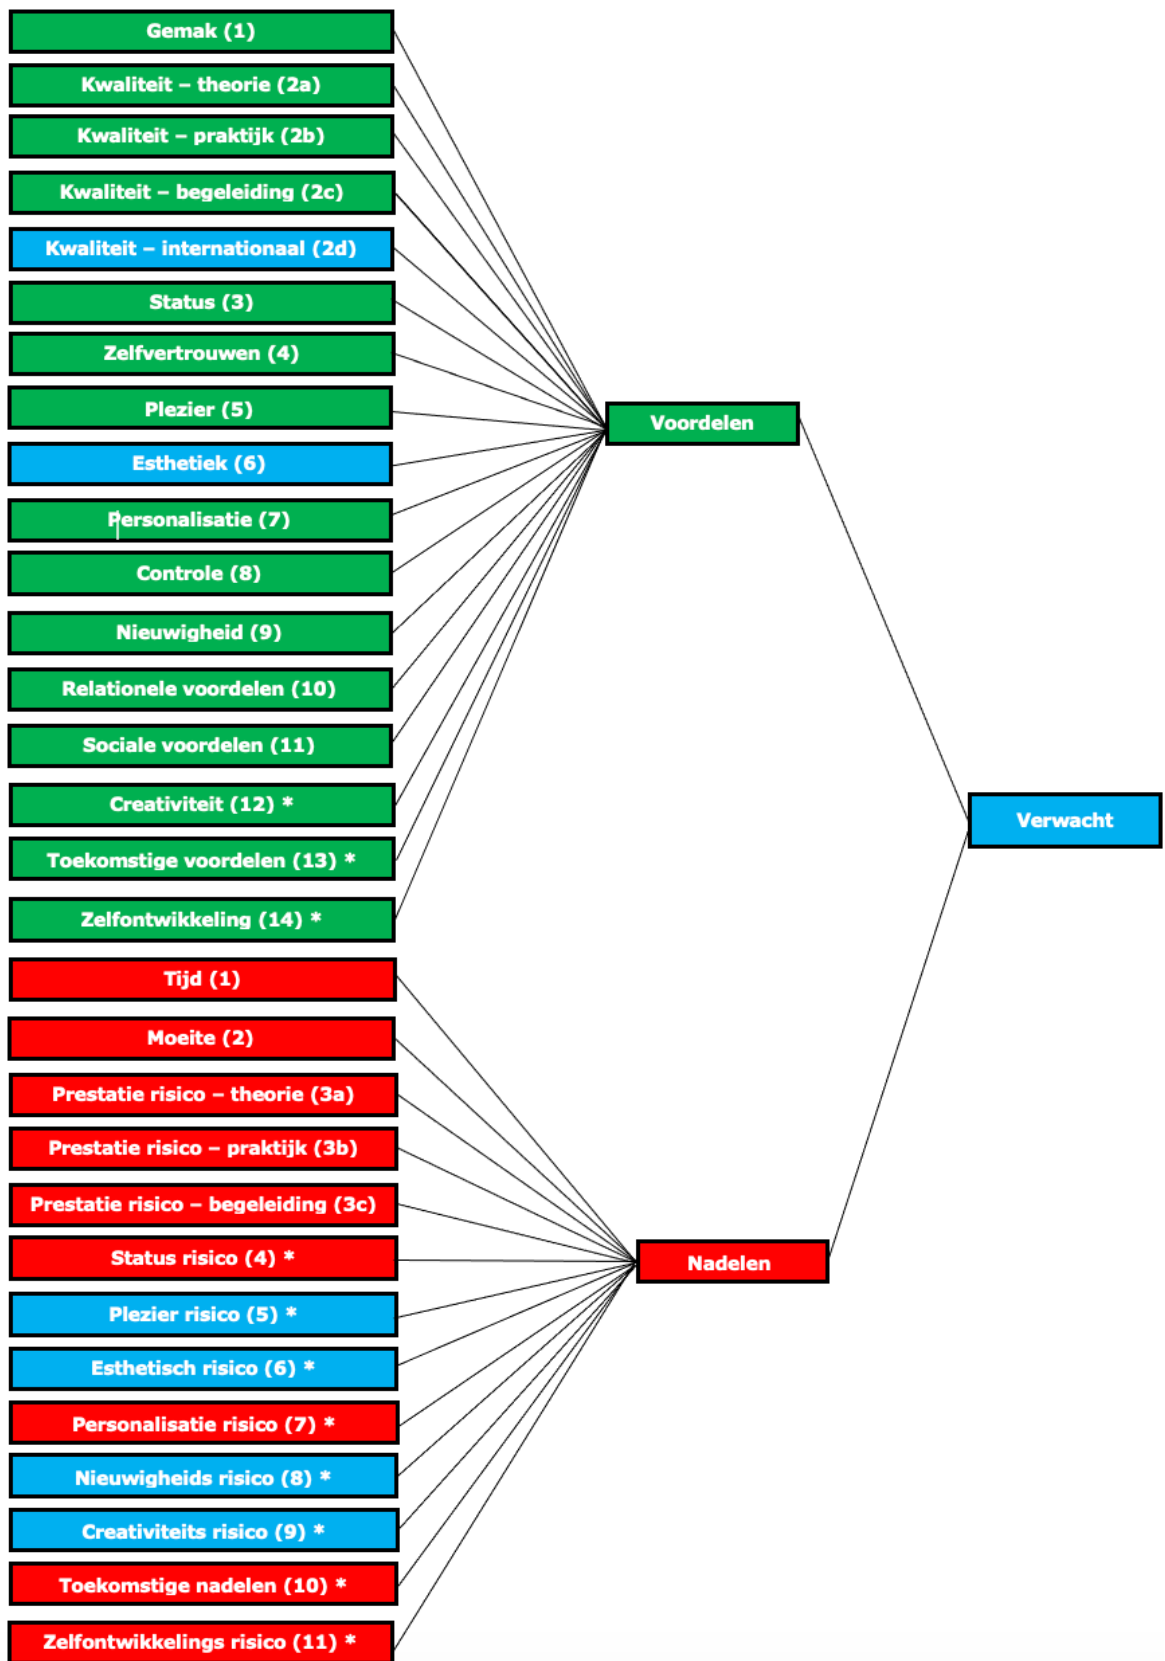 Gemak (1)
Kwaliteit – theorie (2a)
Kwaliteit – praktijk (2b)
Kwaliteit – begeleiding (2c)
Kwaliteit – internationaal (2d)
Status (3)
Zelfvertrouwen (4)
Plezier (5)
Esthetiek (6)
Personalisatie (7)
Controle (8)
Nieuwigheid (9)
Relationele voordelen (10)
Sociale voordelen (11)
Creativiteit (12) *
Toekomstige voordelen (13) *
Zelfontwikkeling (14) *
Tijd (1)
Moeite (2)
Prestatie risico – theorie (3a)
Prestatie risico – praktijk (3b)
Prestatie risico – begeleiding (3c)
Status risico (4) *
Plezier risico (5) *
Esthetisch risico (6) *
Personalisatie risico (7) *
Nieuwigheids risico (8) *
Creativiteits risico (9) *
Toekomstige nadelen (10) *
Zelfontwikkelings risico (11) *
Voordelen
Nadelen
Verwacht